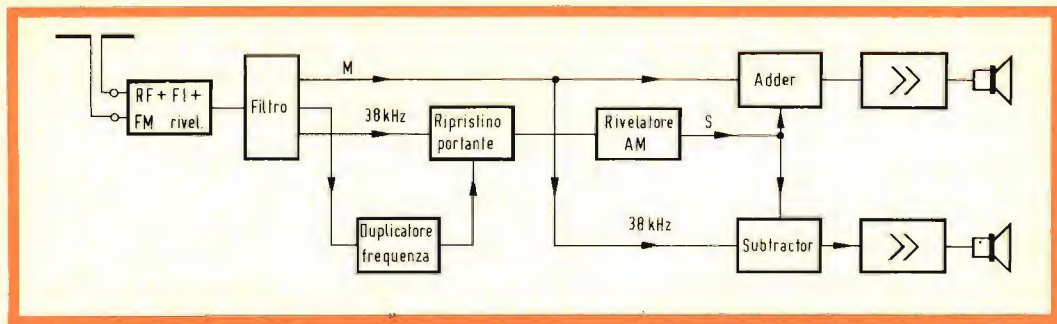 RF + FI +
FM rivel.
Filtro
M
38 kHz
Ripristino
portante
Duplicatore
frequenza
Rivelatore
AM
S
Adder
38 kHz
Subtractor